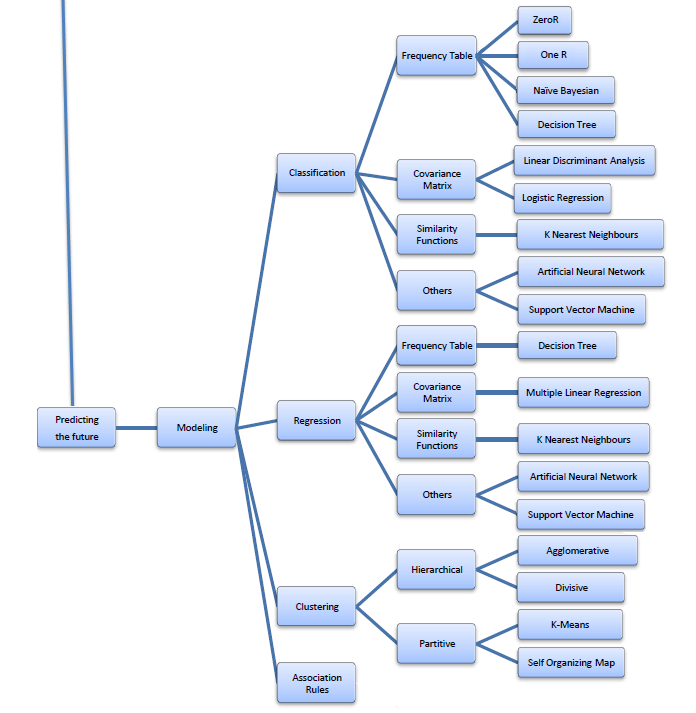 Predicting
the future
Modeling
Classification
Frequency Table
ZeroR
One R
Naïve Bayesian
Decision Tree
Covariance
Matrix
Linear Discriminant Analysis
Logistic Regression
Similarity
Functions
K Nearest Neighbours
Others
Artificial Neural Network
Support Vector Machine
Regression
Frequency Table
Decision Tree
Covariance
Matrix
Multiple Linear Regression
Similarity
Functions
K Nearest Neighbours
Others
Artificial Neural Network
Support Vector Machine
Clustering
Hierarchical
Agglomerative
Divisive
Partitive
K-Means
Self Organizing Map
Association
Rules